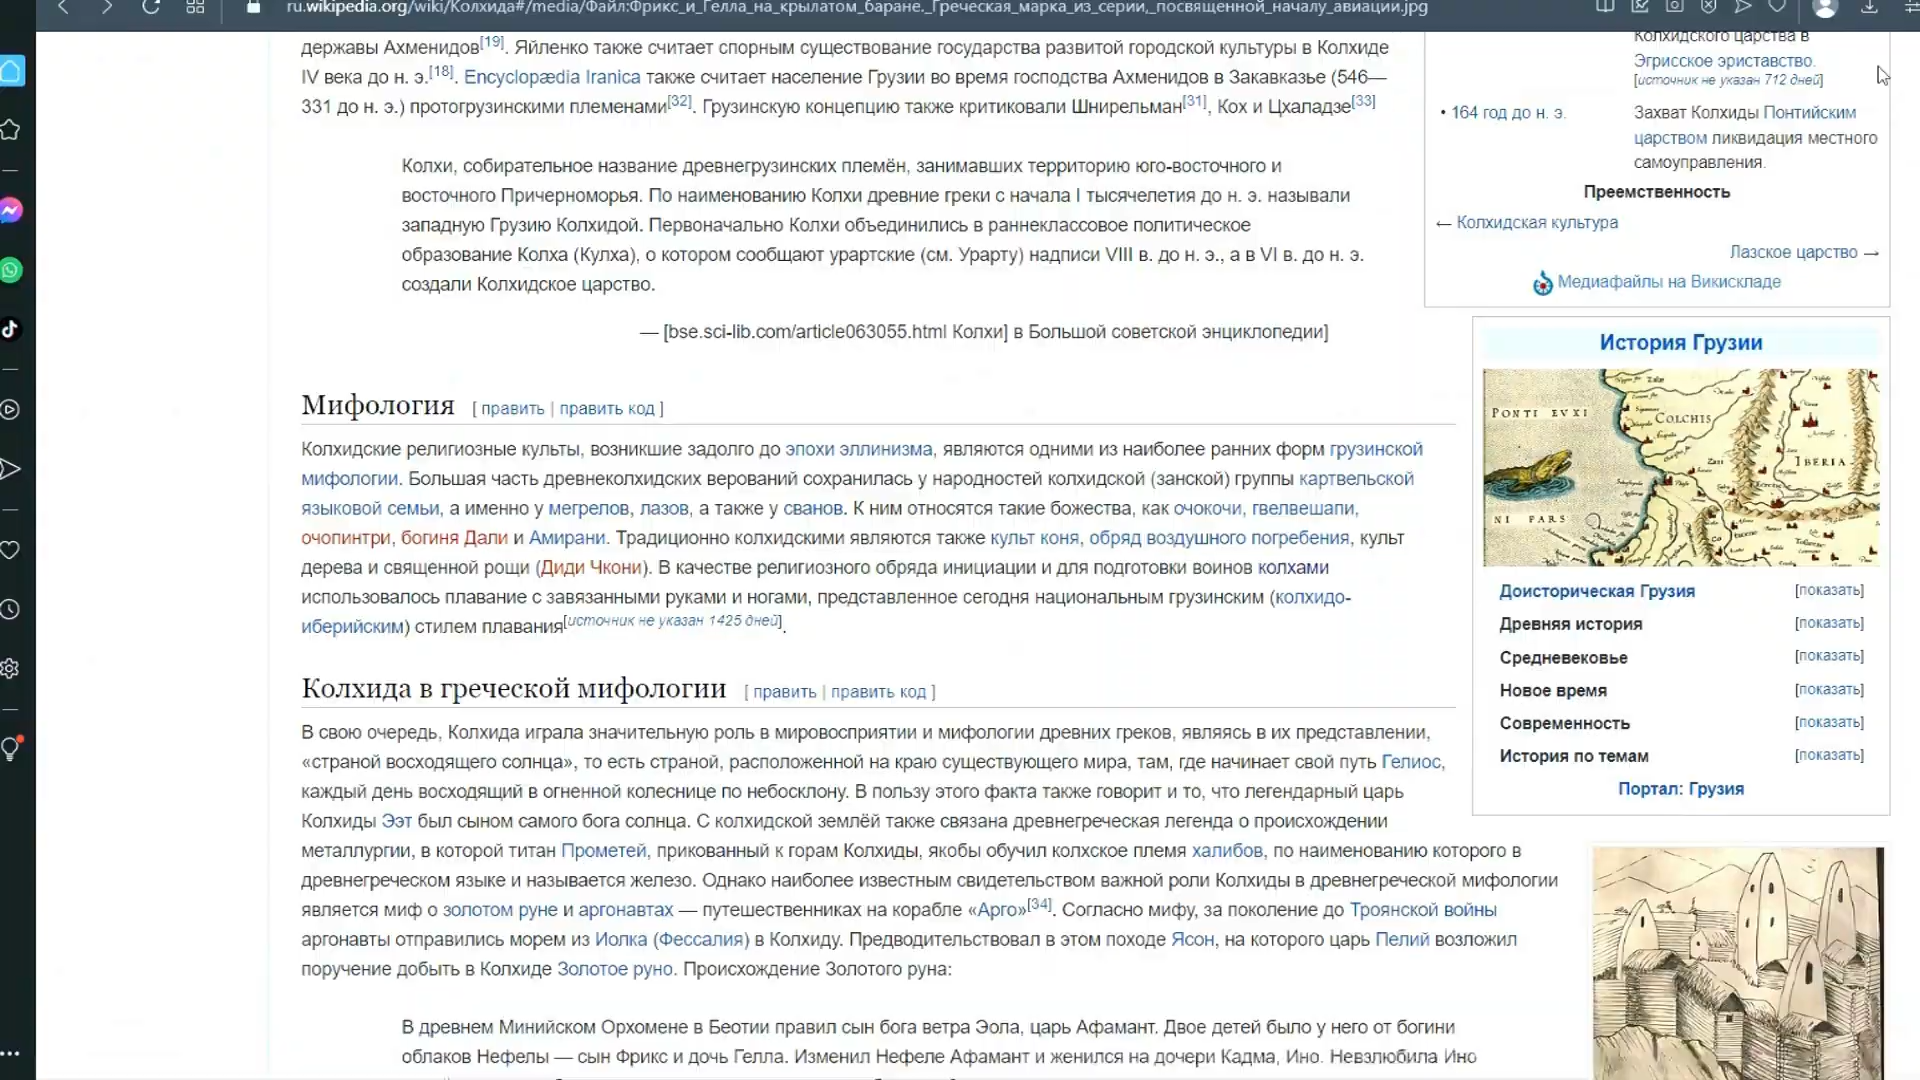 ru.wikipedia.org/wiki/Колхида#/media/Файл:Фрикс_и_Гелла_на_крылатом_баране._Греческая_марка_из_серии,_посвященной_началу_авиации.jpg
державы Ахменидов[19]. Яйленко также считает спорным существование государства развитой городской культуры в Колхиде
IV века до н. э.[18]. Encyclopædia Iranica также считает население Грузии во время господства Ахменидов в Закавказье (546—
331 до н. э.) протогрузинскими племенами[32]. Грузинскую концепцию также критиковали Шнирельман[31], Кох и Цхаладзе[33]
Колхи, собирательное название древнегрузинских племён, занимавших территорию юго-восточного и
восточного Причерноморья. По наименованию Колхи древние греки с начала I тысячелетия до н. э. называли
западную Грузию Колхидой. Первоначально Колхи объединились в раннеклассовое политическое
образование Колха (Кулха), о котором сообщают урартские (см. Урарту) надписи VIII в. до н. э., а в VI в. до н. э.
создали Колхидское царство.
— [bse.sci-lib.com/article063055.html Колхи] в Большой советской энциклопедии]
Мифология [ править | править код ]
Колхидские религиозные культы, возникшие задолго до эпохи эллинизма, являются одними из наиболее ранних форм грузинской
мифологии. Большая часть древнеколхидских верований сохранилась у народностей колхидской (занской) группы картвельской
языковой семьи, а именно у мегрелов, лазов, а также у сванов. К ним относятся такие божества, как очокочи, гвелвешапи,
очопинтри, богиня Дали и Амирани. Традиционно колхидскими являются также культ коня, обряд воздушного погребения, культ
дерева и священной рощи (Диди Чкони). В качестве религиозного обряда инициации и для подготовки воинов колхами
использовалось плавание с завязанными руками и ногами, представленное сегодня национальным грузинским (колхидо-
иберийским) стилем плавания[источник не указан 1425 дней].
Колхида в греческой мифологии [ править | править код ]
В свою очередь, Колхида играла значительную роль в мировосприятии и мифологии древних греков, являясь в их представлении,
«страной восходящего солнца», то есть страной, расположенной на краю существующего мира, там, где начинает свой путь Гелиос,
каждый день восходящий в огненной колеснице по небосклону. В пользу этого факта также говорит и то, что легендарный царь
Колхиды Ээт был сыном самого бога солнца. С колхидской землёй также связана древнегреческая легенда о происхождении
металлургии, в которой титан Прометей, прикованный к горам Колхиды, якобы обучил колхское племя халибов, по наименованию которого в
древнегреческом языке и называется железо. Однако наиболее известным свидетельством важной роли Колхиды в древнегреческой мифологии
является миф о золотом руне и аргонавтах — путешественниках на корабле «Арго»[34]. Согласно мифу, за поколение до Троянской войны
аргонавты отправились морем из Иолка (Фессалия) в Колхиду. Предводительствовал в этом походе Ясон, на которого царь Пелий возложил
поручение добыть в Колхиде Золотое руно. Происхождение Золотого руна:
В древнем Минийском Орхомене в Беотии правил сын бога ветра Эола, царь Афамант. Двое детей было у него от богини
облаков Нефелы — сын Фрикс и дочь Гелла. Изменил Нефеле Афамант и женился на дочери Кадма, Ино. Невзлюбила Ино
Колхидского царства в
Эгрисское эриставство.
[источник не указан 712 дней]
• 164 год до н. э. Захват Колхиды Понтийским
царством ликвидация местного
самоуправления.
Преемственность
← Колхидская культура
Лазское царство →
Медиафайлы на Викискладе
История Грузии
PONTI EVXI
COLCHIS
IBERIA
NI PARS
Доисторическая Грузия [показать]
Древняя история [показать]
Средневековье [показать]
Новое время [показать]
Современность [показать]
История по темам [показать]
Портал: Грузия